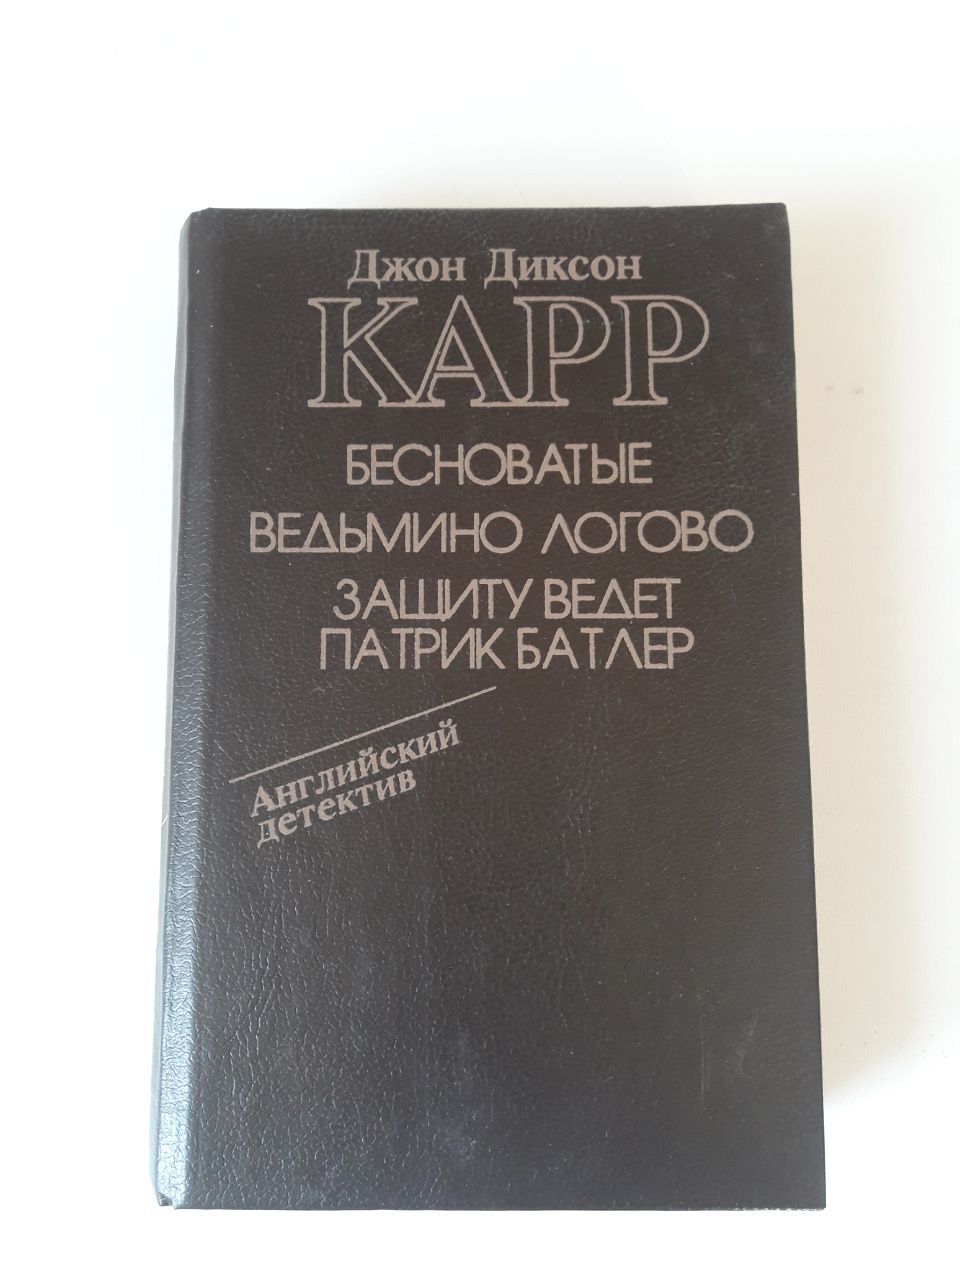 Джон Диксон
КАРР
БЕСНОВАТЫЕ
ВЕДЬМИНО ЛОГОВО
ЗАЩИТУ ВЕДЕТ
ПАТРИК БАТЛЕР
Английский
детектив